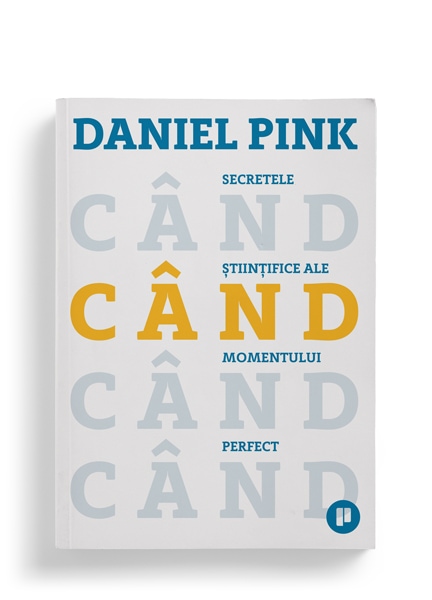 DANIEL PINK
SECRETELE
CÂND
ȘTIINȚIFICE ALE
CÂND
MOMENTULUI
CÂND
PERFECT
CÂND
P